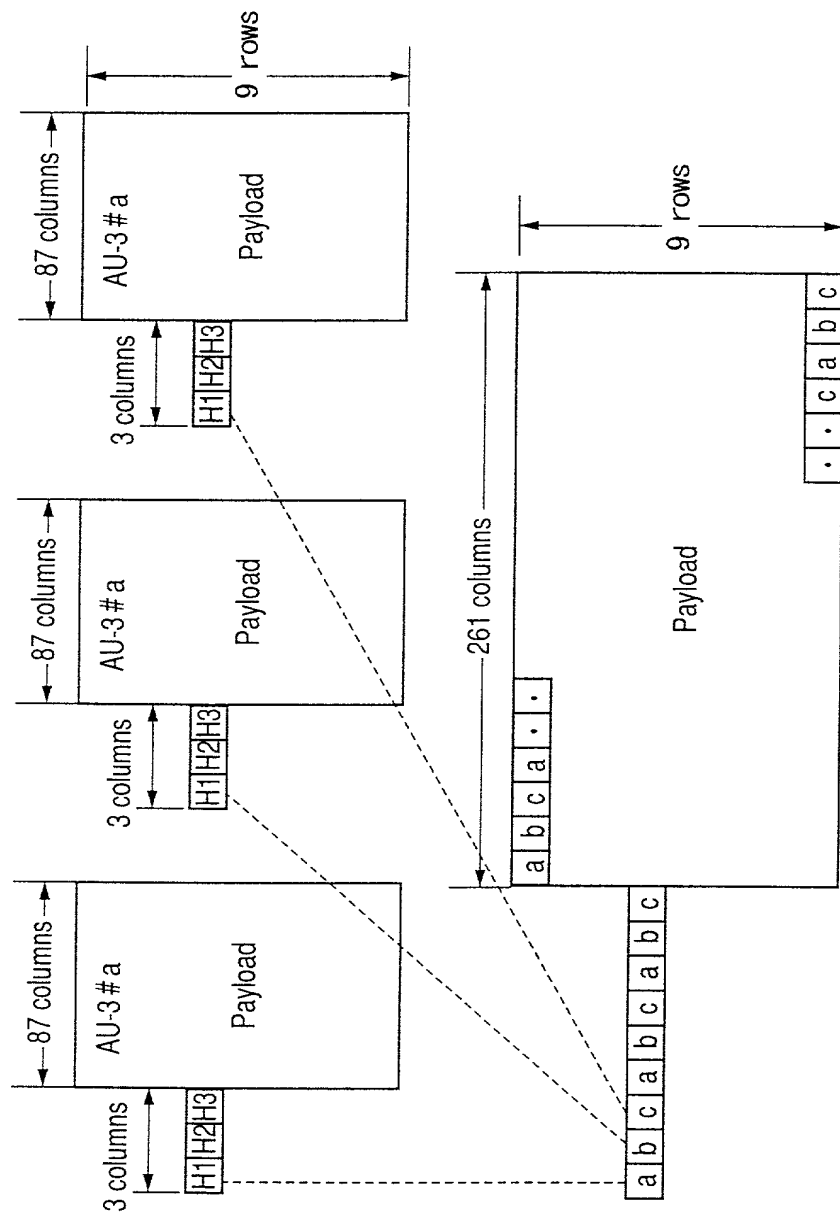 87 columns
87 columns
87 columns
3 columns
3 columns
3 columns
AU-3#a
AU-3#a
AU-3#a
9 rows
H1 H2 H3
H1 H2 H3
H1 H2 H3
Payload
Payload
Payload
261 columns
a b c a · ·
9 rows
a b c a b c a b c
Payload
· · c a b c